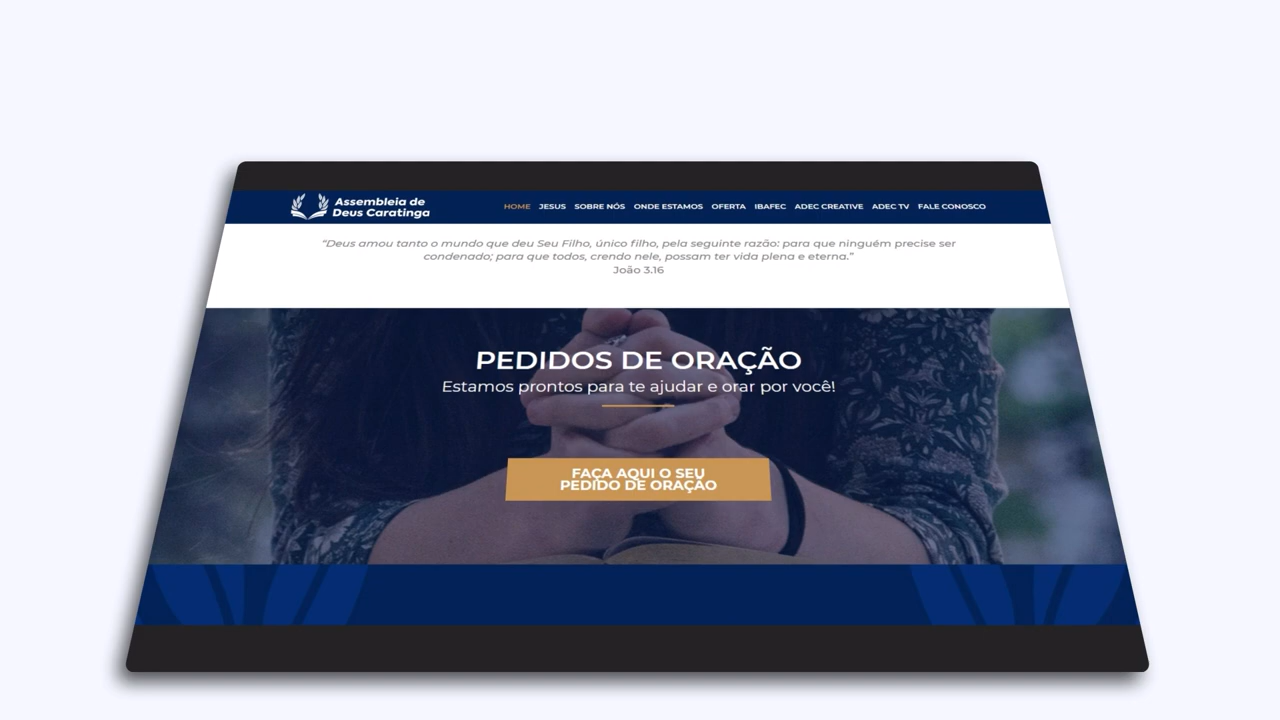 Assembleia de
Deus Caratinga
HOME JESUS SOBRE NÓS ONDE ESTAMOS OFERTA IBAFEC ADEC CREATIVE ADEC TV FALE CONOSCO
“Deus amou tanto o mundo que deu Seu Filho, único filho, pela seguinte razão: para que ninguém precise ser
condenado; para que todos, crendo nele, possam ter vida plena e eterna.”
João 3.16
PEDIDOS DE ORAÇÃO
Estamos prontos para te ajudar e orar por você!
FAÇA AQUI O SEU
PEDIDO DE ORAÇÃO